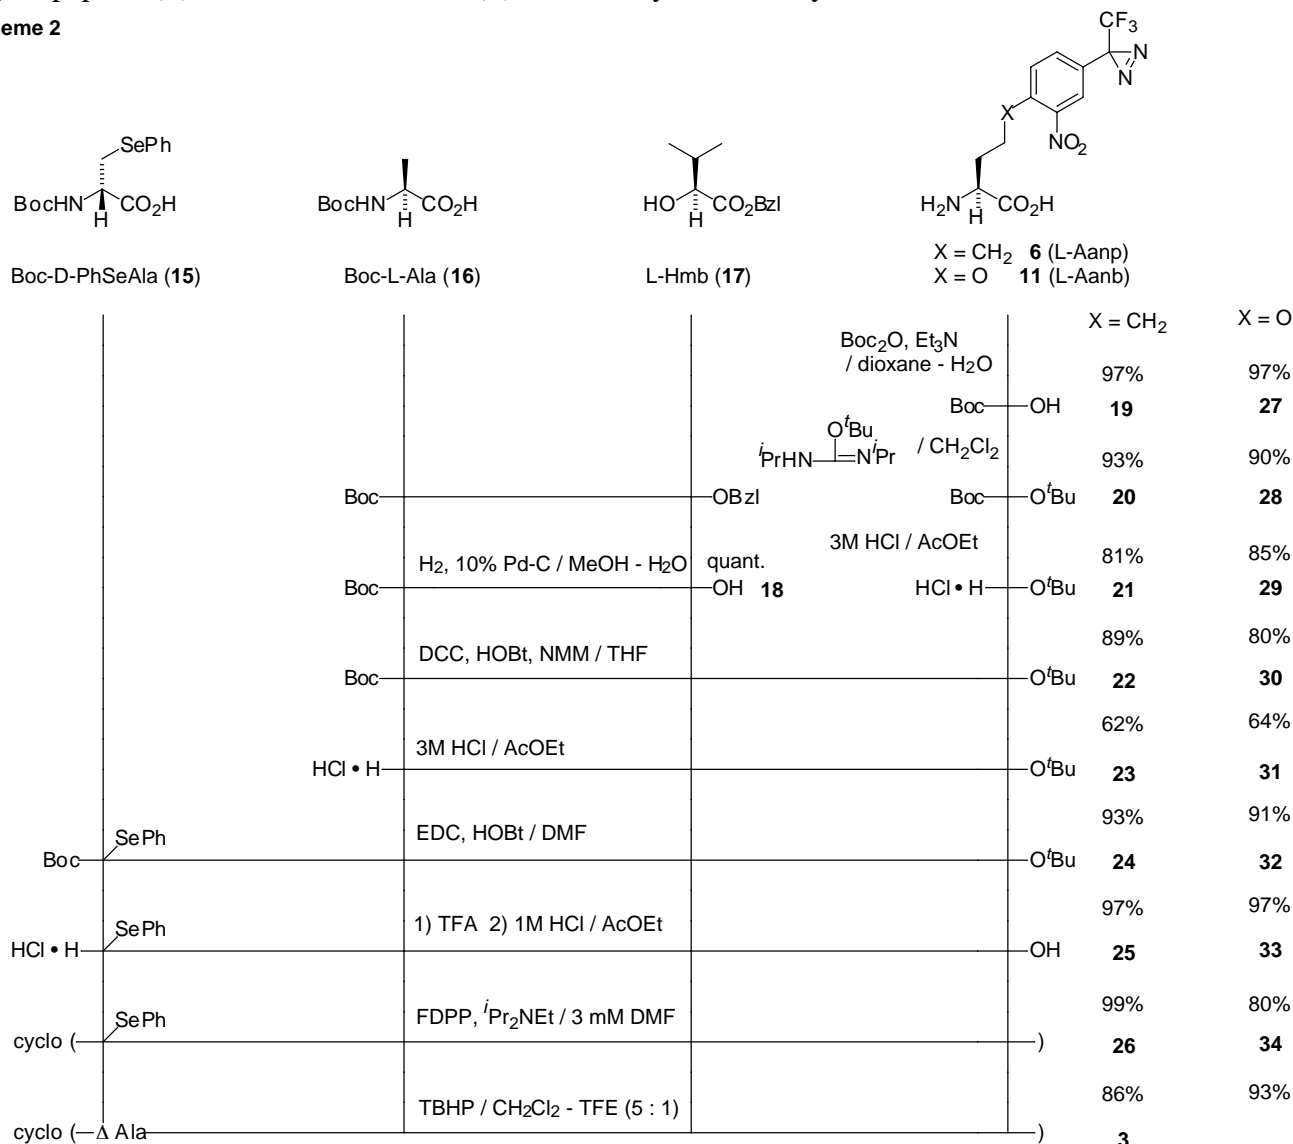 eme 2
CF3
N
N
X
NO2
SePh
BocHN CO2H
H
BocHN CO2H
H
HO CO2Bzl
H
H2N CO2H
H
Boc-D-PhSeAla (15)
Boc-L-Ala (16)
L-Hmb (17)
X = CH2 6 (L-Aanp)
X = O 11 (L-Aanb)
X = CH2 X = O
Boc2O, Et3N
/ dioxane - H2O
97% 97%
Boc OH 19 27
OtBu
iPrHN NiPr / CH2Cl2
93% 90%
Boc OBzl Boc OtBu 20 28
3M HCl / AcOEt
81% 85%
H2, 10% Pd-C / MeOH - H2O quant.
Boc OH 18 HCl • H OtBu 21 29
89% 80%
DCC, HOBt, NMM / THF
Boc OtBu 22 30
62% 64%
3M HCl / AcOEt
HCl • H OtBu 23 31
93% 91%
SePh EDC, HOBt / DMF
Boc OtBu 24 32
97% 97%
SePh 1) TFA 2) 1M HCl / AcOEt
HCl • H OH 25 33
99% 80%
SePh FDPP, iPr2NEt / 3 mM DMF
cyclo ( ) 26 34
86% 93%
TBHP / CH2Cl2 - TFE (5 : 1)
cyclo ( Δ Ala ) 3